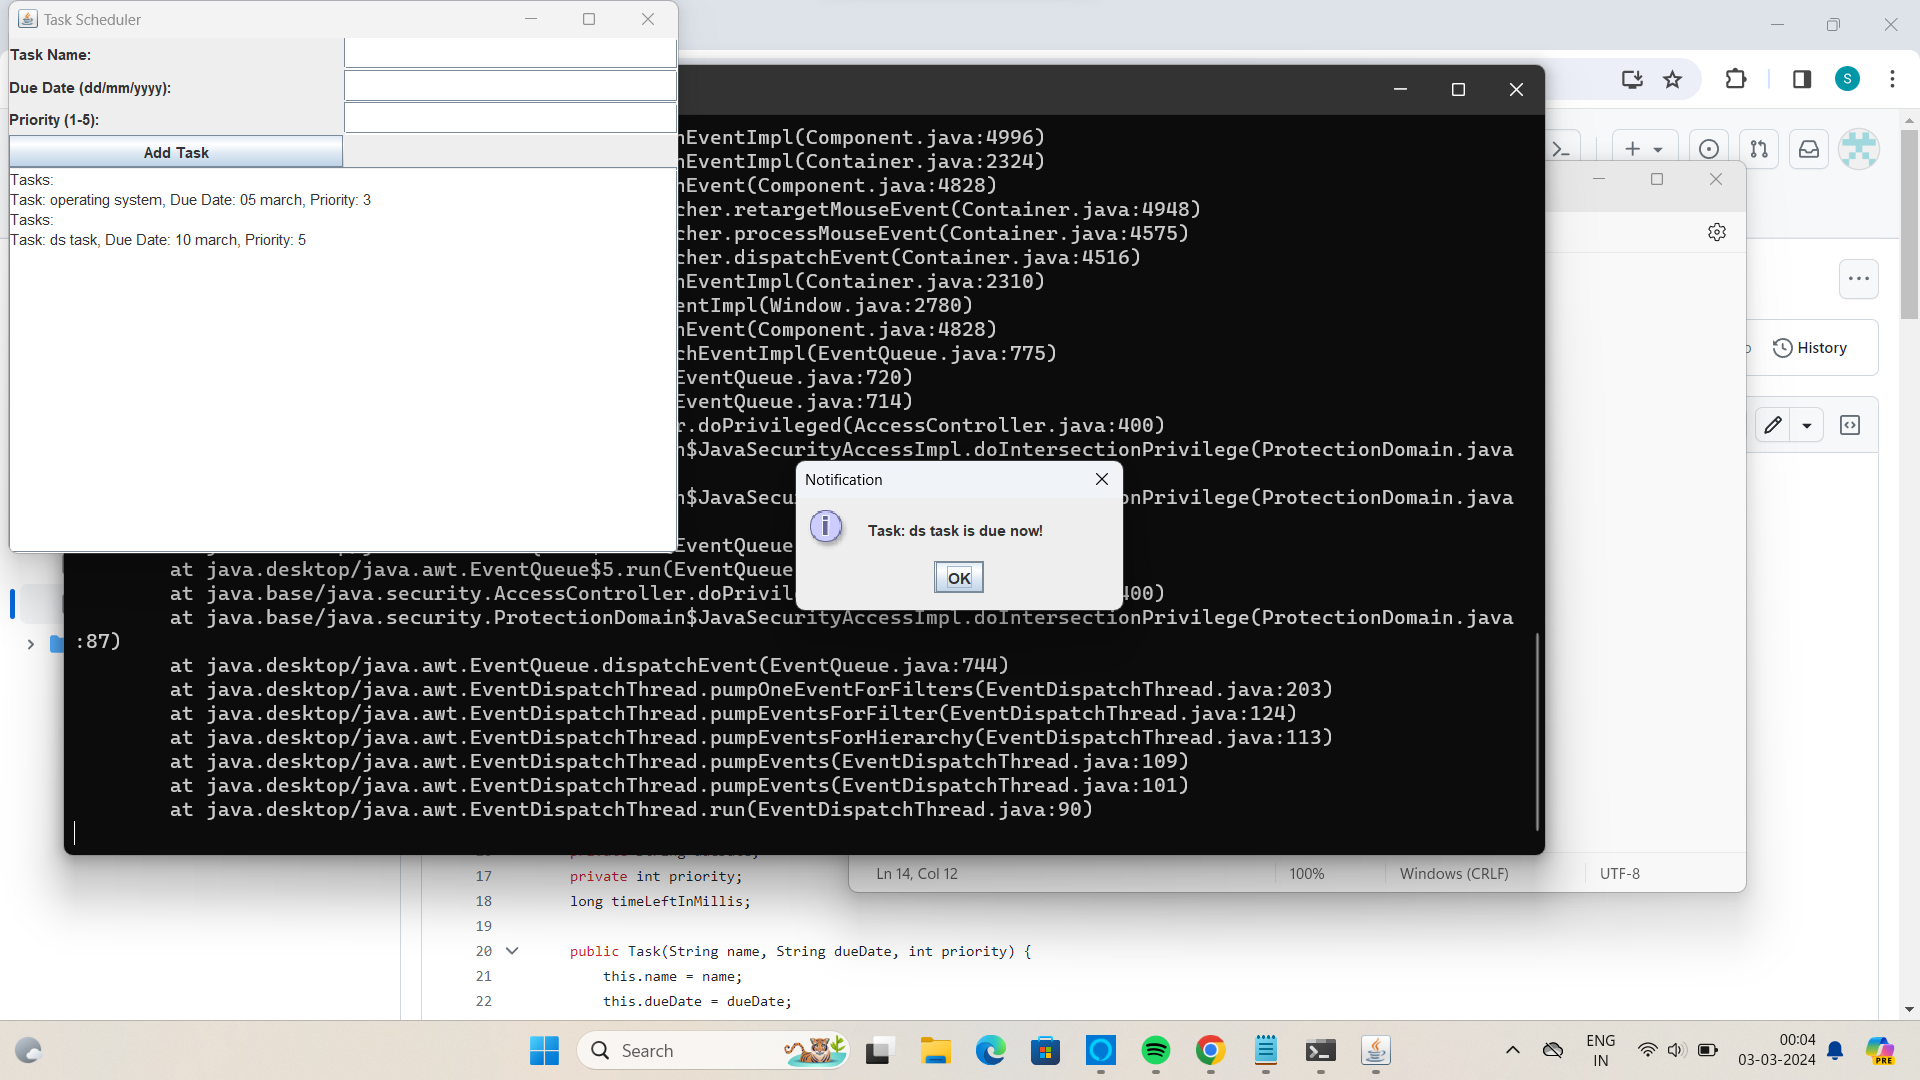 Task Scheduler
Task Name:
Due Date (dd/mm/yyyy):
Priority (1-5):
Add Task
Tasks:
Task: operating system, Due Date: 05 march, Priority: 3
Tasks:
Task: ds task, Due Date: 10 march, Priority: 5
S
nEventImpl(Component.java:4996)
nEventImpl(Container.java:2324)
nEvent(Component.java:4828)
cher.retargetMouseEvent(Container.java:4948)
cher.processMouseEvent(Container.java:4575)
cher.dispatchEvent(Container.java:4516)
nEventImpl(Container.java:2310)
entImpl(Window.java:2780)
nEvent(Component.java:4828)
chEventImpl(EventQueue.java:775)
EventQueue.java:720)
EventQueue.java:714)
r.doPrivileged(AccessController.java:400)
n$JavaSecurityAccessImpl.doIntersectionPrivilege(ProtectionDomain.java
n$JavaSecu
onPrivilege(ProtectionDomain.java
EventQueue
at java.desktop/java.awt.EventQueue$5.run(EventQueue
at java.base/java.security.AccessController.doPrivil
400)
at java.base/java.security.ProtectionDomain$JavaSecurityAccessImpl.doIntersectionPrivilege(ProtectionDomain.java
:87)
at java.desktop/java.awt.EventQueue.dispatchEvent(EventQueue.java:744)
at java.desktop/java.awt.EventDispatchThread.pumpOneEventForFilters(EventDispatchThread.java:203)
at java.desktop/java.awt.EventDispatchThread.pumpEventsForFilter(EventDispatchThread.java:124)
at java.desktop/java.awt.EventDispatchThread.pumpEventsForHierarchy(EventDispatchThread.java:113)
at java.desktop/java.awt.EventDispatchThread.pumpEvents(EventDispatchThread.java:109)
at java.desktop/java.awt.EventDispatchThread.pumpEvents(EventDispatchThread.java:101)
at java.desktop/java.awt.EventDispatchThread.run(EventDispatchThread.java:90)
Notification
Task: ds task is due now!
OK
History
Ln 14, Col 12
100%
Windows (CRLF)
UTF-8
17 private int priority;
18 long timeLeftInMillis;
19
20 public Task(String name, String dueDate, int priority) {
21 this.name = name;
22 this.dueDate = dueDate;
Search
ENG
IN
00:04
03-03-2024
PRE